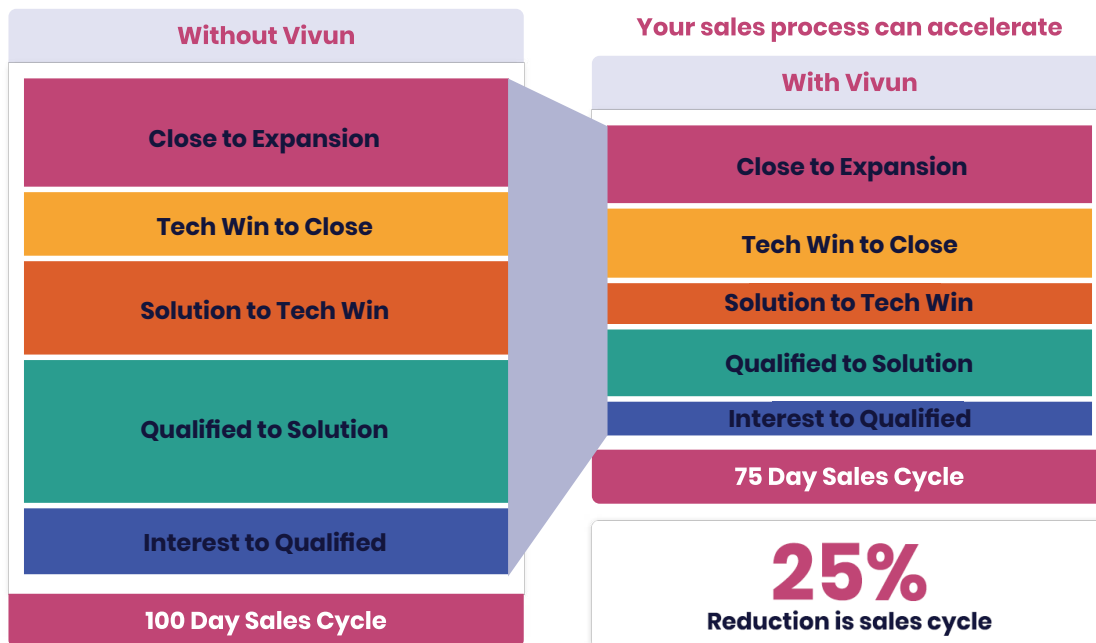 Without Vivun
Close to Expansion
Tech Win to Close
Solution to Tech Win
Qualified to Solution
Interest to Qualified
100 Day Sales Cycle
Your sales process can accelerate
With Vivun
Close to Expansion
Tech Win to Close
Solution to Tech Win
Qualified to Solution
Interest to Qualified
75 Day Sales Cycle
25%
Reduction is sales cycle